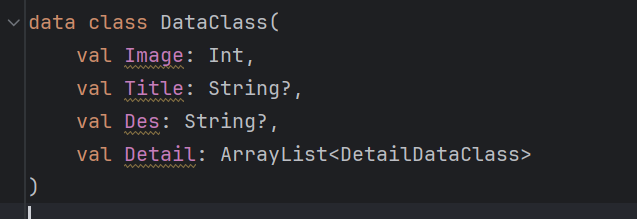 data class DataClass(
    val Image: Int,
    val Title: String?,
    val Des: String?,
    val Detail: ArrayList<DetailDataClass>
)